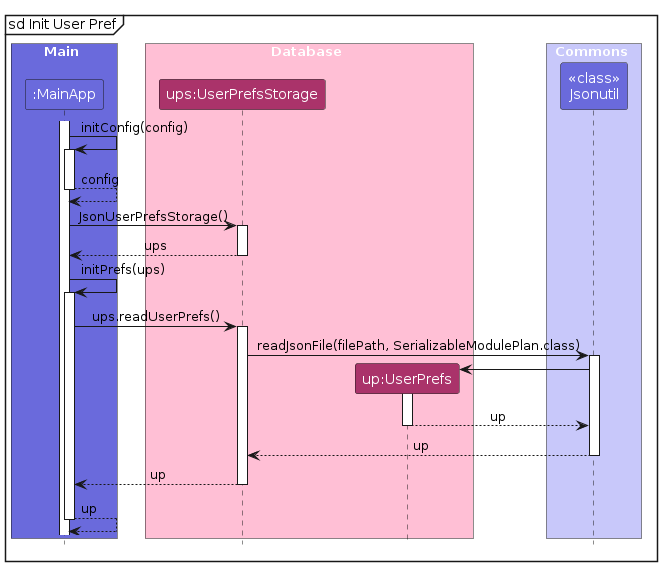 sd Init User Pref
Main
Database
Commons
:MainApp
ups:UserPrefsStorage
«class»
Jsonutil
initConfig(config)
config
JsonUserPrefsStorage()
ups
initPrefs(ups)
ups.readUserPrefs()
readJsonFile(filePath, SerializableModulePlan.class)
up:UserPrefs
up
up
up
up